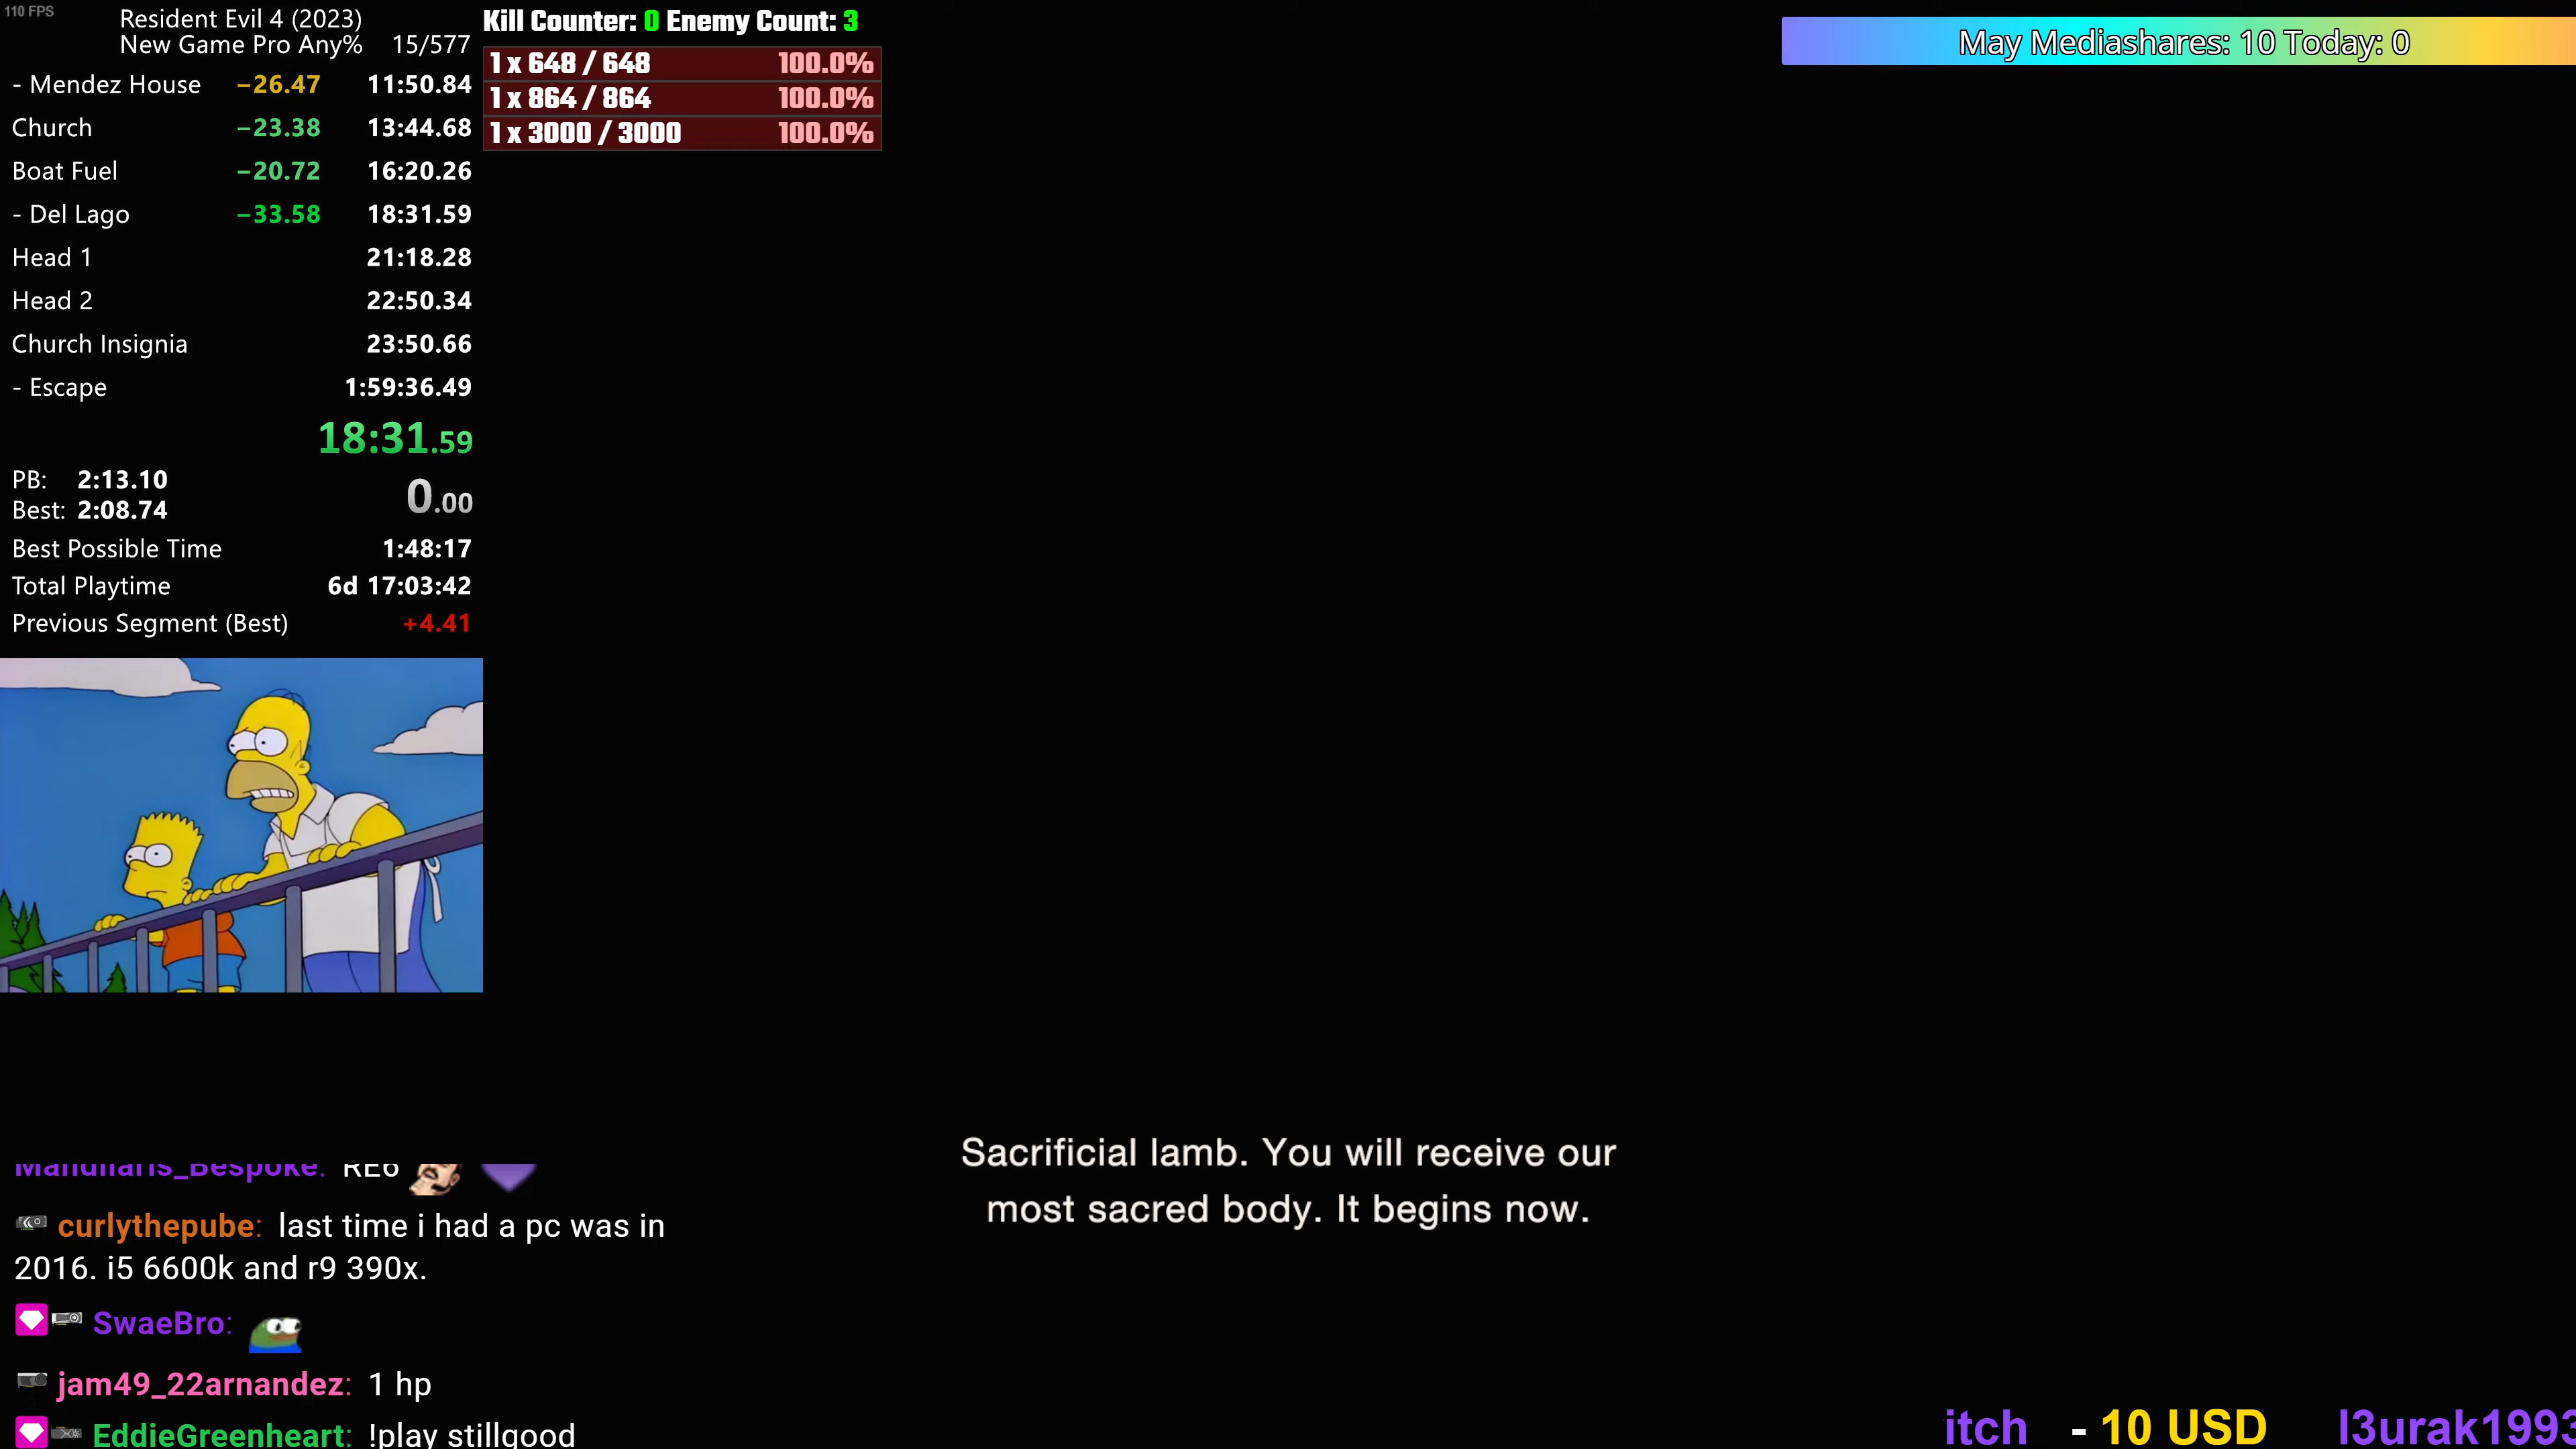 110 FPS
Resident Evil 4 (2023)
New Game Pro Any% 15/577
- Mendez House −26.47 11:50.84
Church −23.38 13:44.68
Boat Fuel −20.72 16:20.26
- Del Lago −33.58 18:31.59
Head 1 21:18.28
Head 2 22:50.34
Church Insignia 23:50.66
- Escape 1:59:36.49
18:31.59
PB: 2:13.10
0.00
Best: 2:08.74
Best Possible Time 1:48:17
Total Playtime 6d 17:03:42
Previous Segment (Best) +4.41
Kill Counter: 0 Enemy Count: 3
1 x 648 / 648 100.0%
1 x 864 / 864 100.0%
1 x 3000 / 3000 100.0%
May Mediashares: 10 Today: 0
Sacrificial lamb. You will receive our
most sacred body. It begins now.
Mandilaris_Bespoke: RE6
curlythepube: last time i had a pc was in
2016. i5 6600k and r9 390x.
SwaeBro:
jam49_22arnandez: 1 hp
EddieGreenheart: !play stillgood
itch - 10 USD l3urak1993